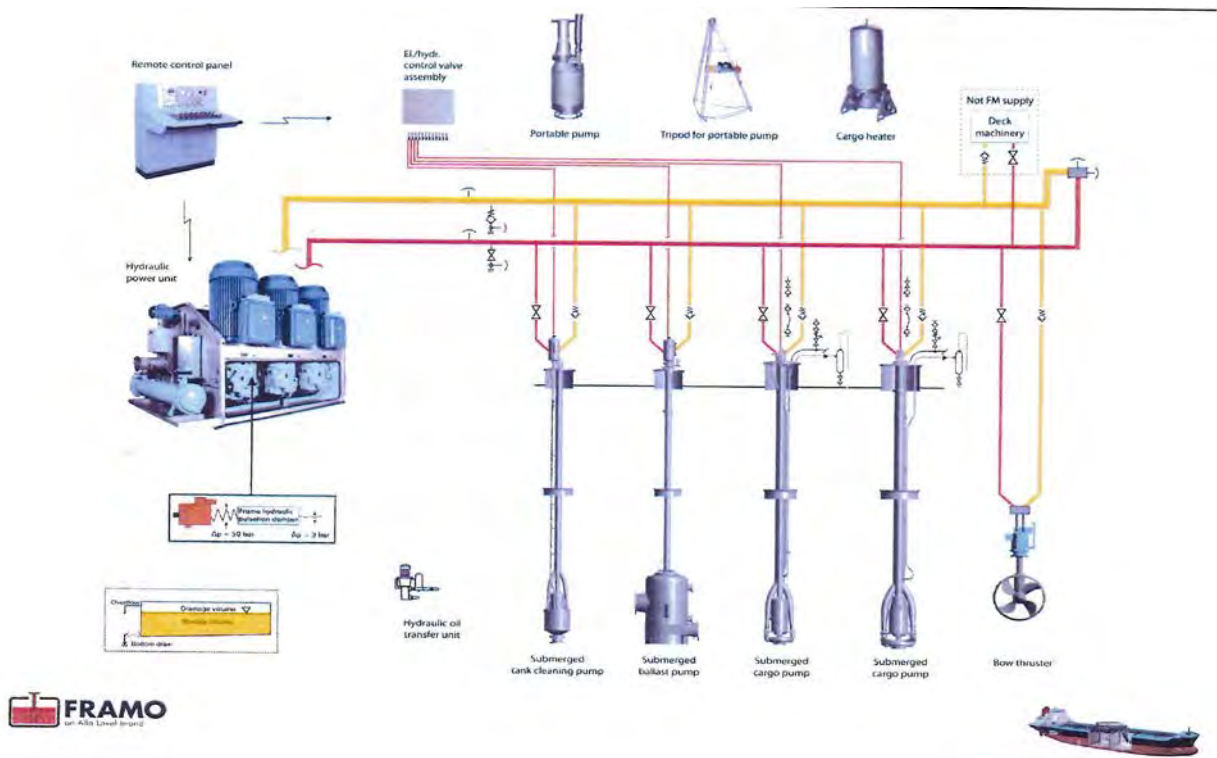 Remote control panel
El./hydr.
control valve
assembly
Portable pump
Tripod for portable pump
Cargo heater
Not FM supply
Deck
machinery
Hydraulic
power unit
Framo hydraulic
pulsation damper
Δp = 50 bar
Δp = 2 bar
Drainage volume
Storage volume
Bottom drain
Hydraulic oil
transfer unit
Submerged
tank cleaning pump
Submerged
ballast pump
Submerged
cargo pump
Submerged
cargo pump
Bow thruster
FRAMO
an Alfa Laval brand